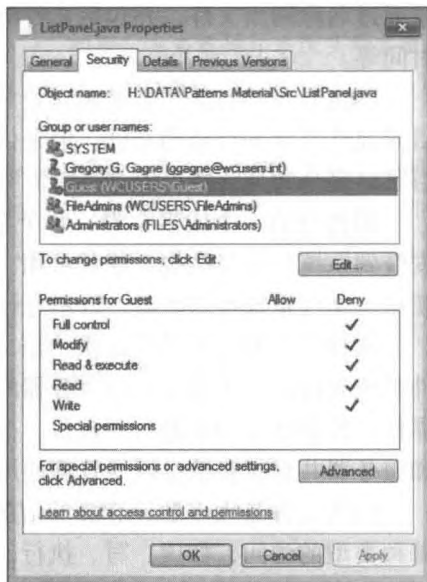 ListPanel.java Properties
General Security Details Previous Versions
Object name: H:\DATA\Patterns Material\Src\ListPanel.java
Group or user names:
SYSTEM
Gregory G. Gagne (ggagne@wcusers.int)
Guest (WCUSERS\Guest)
FileAdmins (WCUSERS\FileAdmins)
Administrators (FILES\Administrators)
To change permissions, click Edit.
Edit...
Permissions for Guest Allow Deny
Full control
Modify
Read & execute
Read
Write
Special permissions
For special permissions or advanced settings,
click Advanced.
Advanced
Learn about access control and permissions
OK Cancel Apply